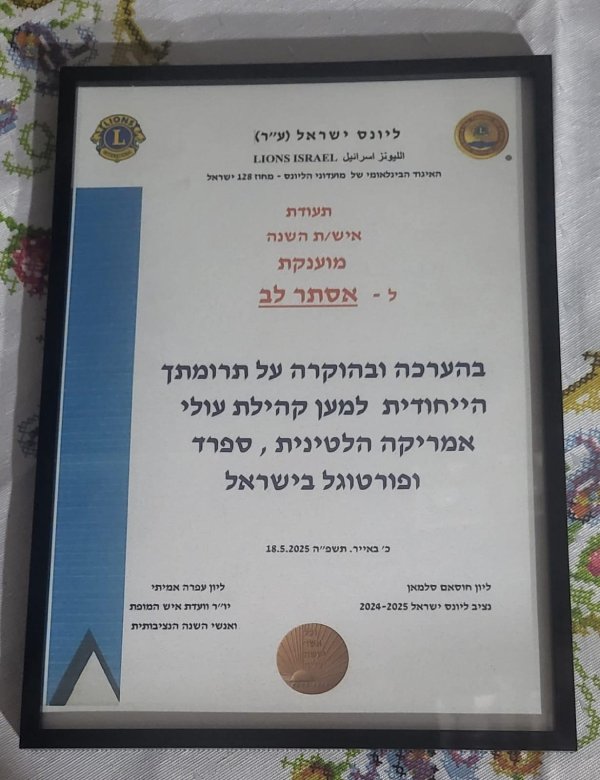 ליונס ישראל (ע״ר)
LIONS ISRAEL الليونز اسرائيل
האיגוד הבינלאומי של מועדוני הליונס - מחוז 128 ישראל
LIONS
L
תעודת
איש/ת השנה
מוענקת
ל - אסתר לב
בהערכה ובהוקרה על תרומתך
הייחודית למען קהילת עולי
אמריקה הלטינית , ספרד
ופורטוגל בישראל
כ׳ באייר. תשפ״ה 18.5.2025
ליון חוסאם סלמאן
נציב ליונס ישראל 2024-2025
ליון עפרה אמיתי
יו״ר וועדת איש המופת
ואנשי השנה הנציבותית